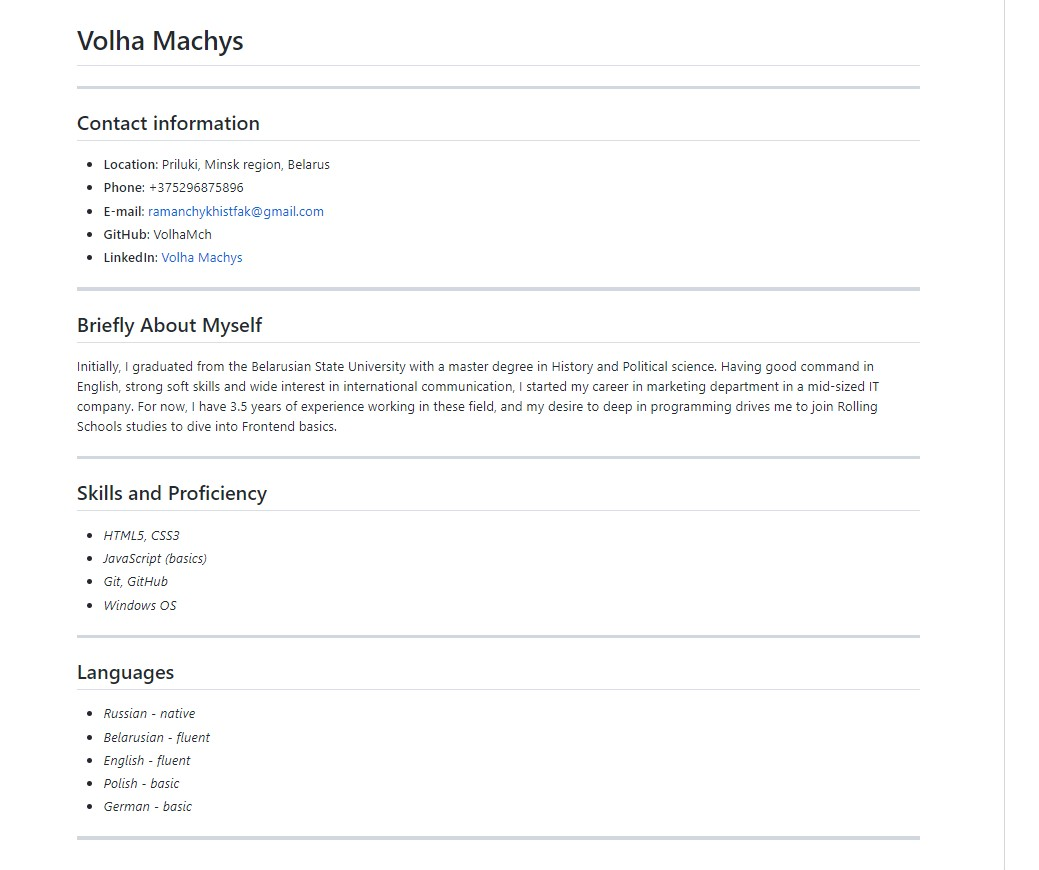 Volha Machys
Contact information
Location: Priluki, Minsk region, Belarus
Phone: +375296875896
E-mail: ramanchykhistfak@gmail.com
GitHub: VolhaMch
LinkedIn: Volha Machys
Briefly About Myself
Initially, I graduated from the Belarusian State University with a master degree in History and Political science. Having good command in
English, strong soft skills and wide interest in international communication, I started my career in marketing department in a mid-sized IT
company. For now, I have 3.5 years of experience working in these field, and my desire to deep in programming drives me to join Rolling
Schools studies to dive into Frontend basics.
Skills and Proficiency
HTML5, CSS3
JavaScript (basics)
Git, GitHub
Windows OS
Languages
Russian - native
Belarusian - fluent
English - fluent
Polish - basic
German - basic